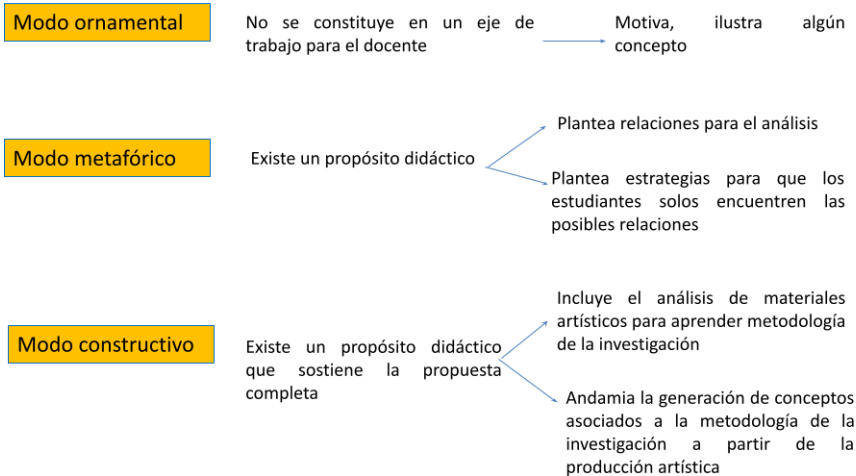 Modo ornamental
No se constituye en un eje de
trabajo para el docente
Motiva, ilustra algún
concepto
Modo metafórico
Existe un propósito didáctico
Plantea relaciones para el análisis
Plantea estrategias para que los
estudiantes solos encuentren las
posibles relaciones
Modo constructivo
Existe un propósito didáctico
que sostiene la propuesta
completa
Incluye el análisis de materiales
artísticos para aprender metodología
de la investigación
Andamia la generación de conceptos
asociados a la metodología de la
investigación a partir de la
producción artística